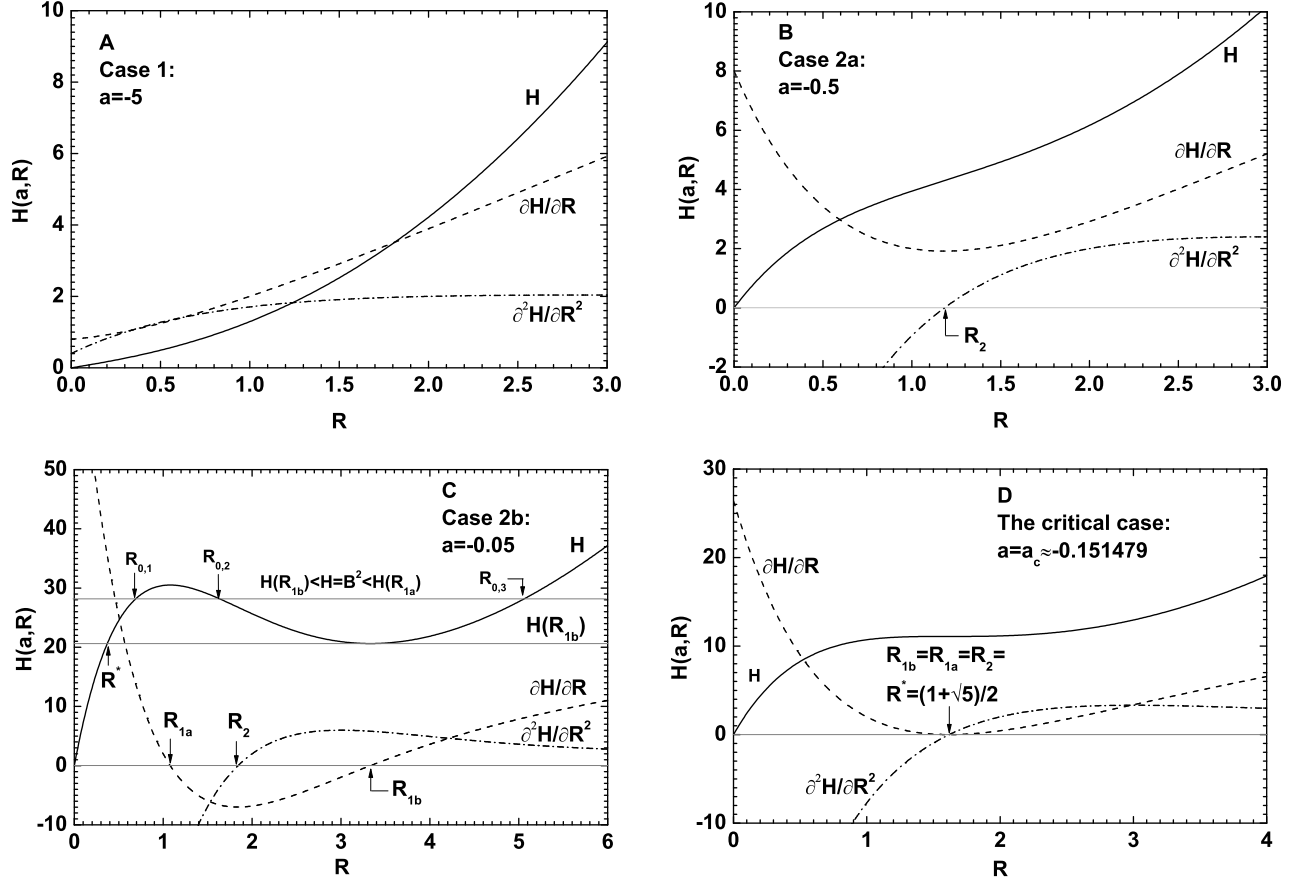 A
Case 1:
a=-5
H
∂H/∂R
∂²H/∂R²
H(a,R)
10
8
6
4
2
0
0.0 0.5 1.0 1.5 2.0 2.5 3.0
R
B
Case 2a:
a=-0.5
H
∂H/∂R
∂²H/∂R²
R₂
H(a,R)
10
8
6
4
2
0
-2
0.0 0.5 1.0 1.5 2.0 2.5 3.0
R
C
Case 2b:
a=-0.05
H
R₀,₁
R₀,₂
H(R₁b)<H=B²<H(R₁a)
R₀,₃
H(R₁b)
R*
∂H/∂R
R₁a
R₂
∂²H/∂R²
R₁b
H(a,R)
50
40
30
20
10
0
-10
0 1 2 3 4 5 6
R
D
The critical case:
a=a_c≈-0.151479
∂H/∂R
H
R₁b=R₁a=R₂=
R*=(1+√5)/2
∂²H/∂R²
H(a,R)
30
20
10
0
-10
0 1 2 3 4
R